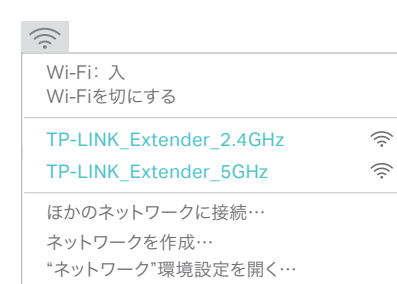 Wi-Fi： 入
Wi-Fiを切にする
TP-LINK_Extender_2.4GHz
TP-LINK_Extender_5GHz
ほかのネットワークに接続…
ネットワークを作成…
“ネットワーク”環境設定を開く…